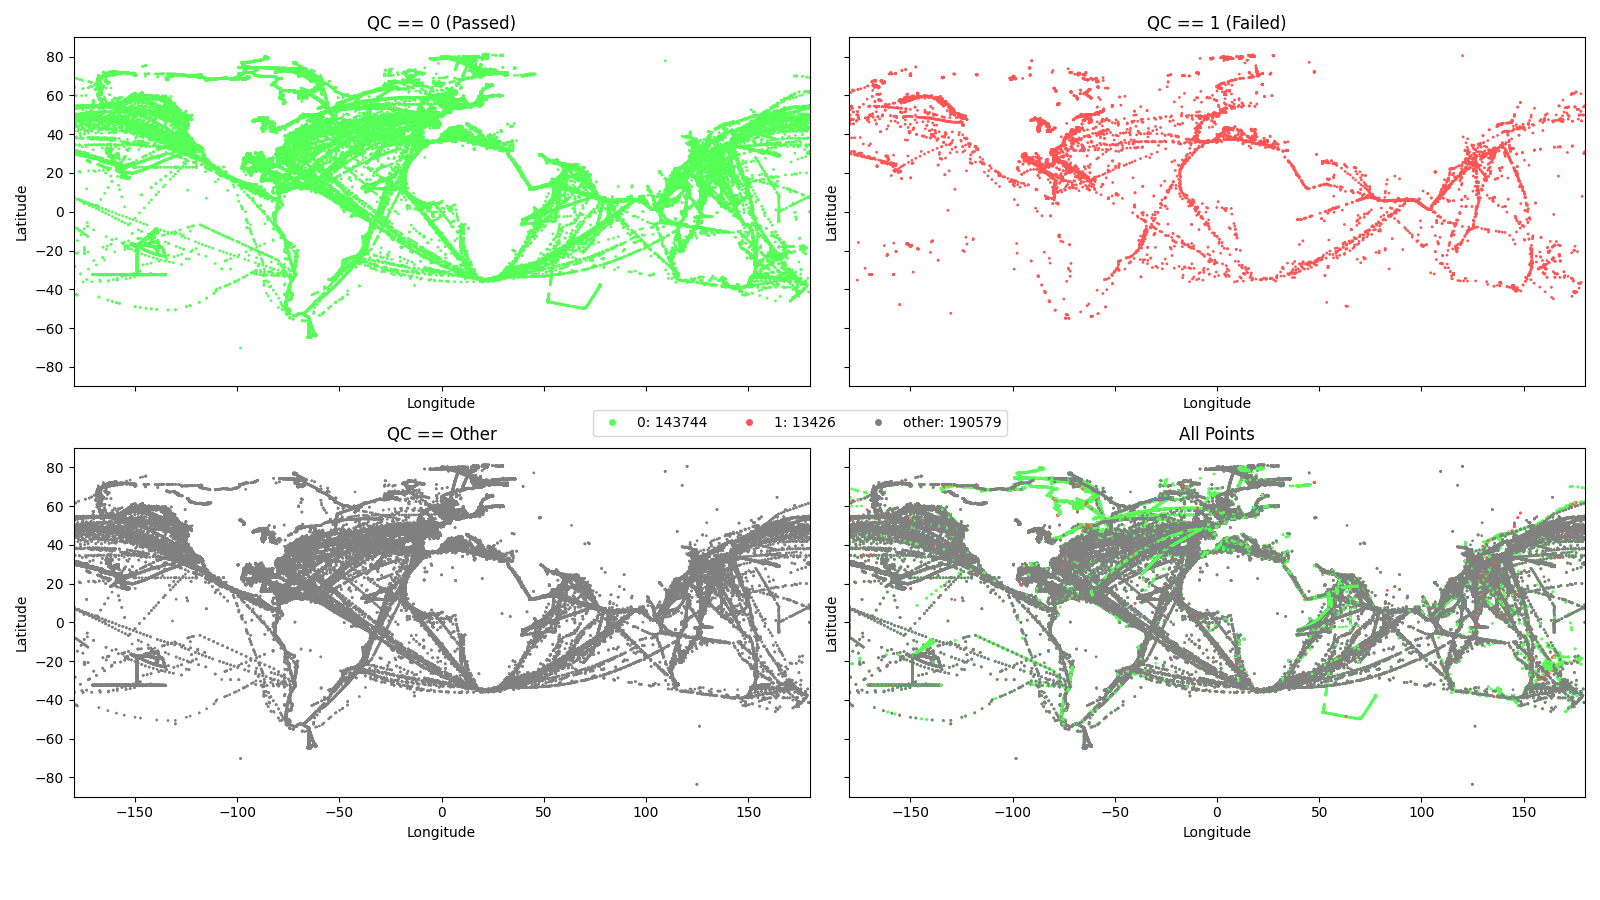 QC == 0 (Passed)
QC == 1 (Failed)
80
60
40
20
0
−20
−40
−60
−80
Latitude
Latitude
Longitude
Longitude
0: 143744
1: 13426
other: 190579
QC == Other
All Points
80
60
40
20
0
−20
−40
−60
−80
Latitude
Latitude
−150
−100
−50
0
50
100
150
−150
−100
−50
0
50
100
150
Longitude
Longitude